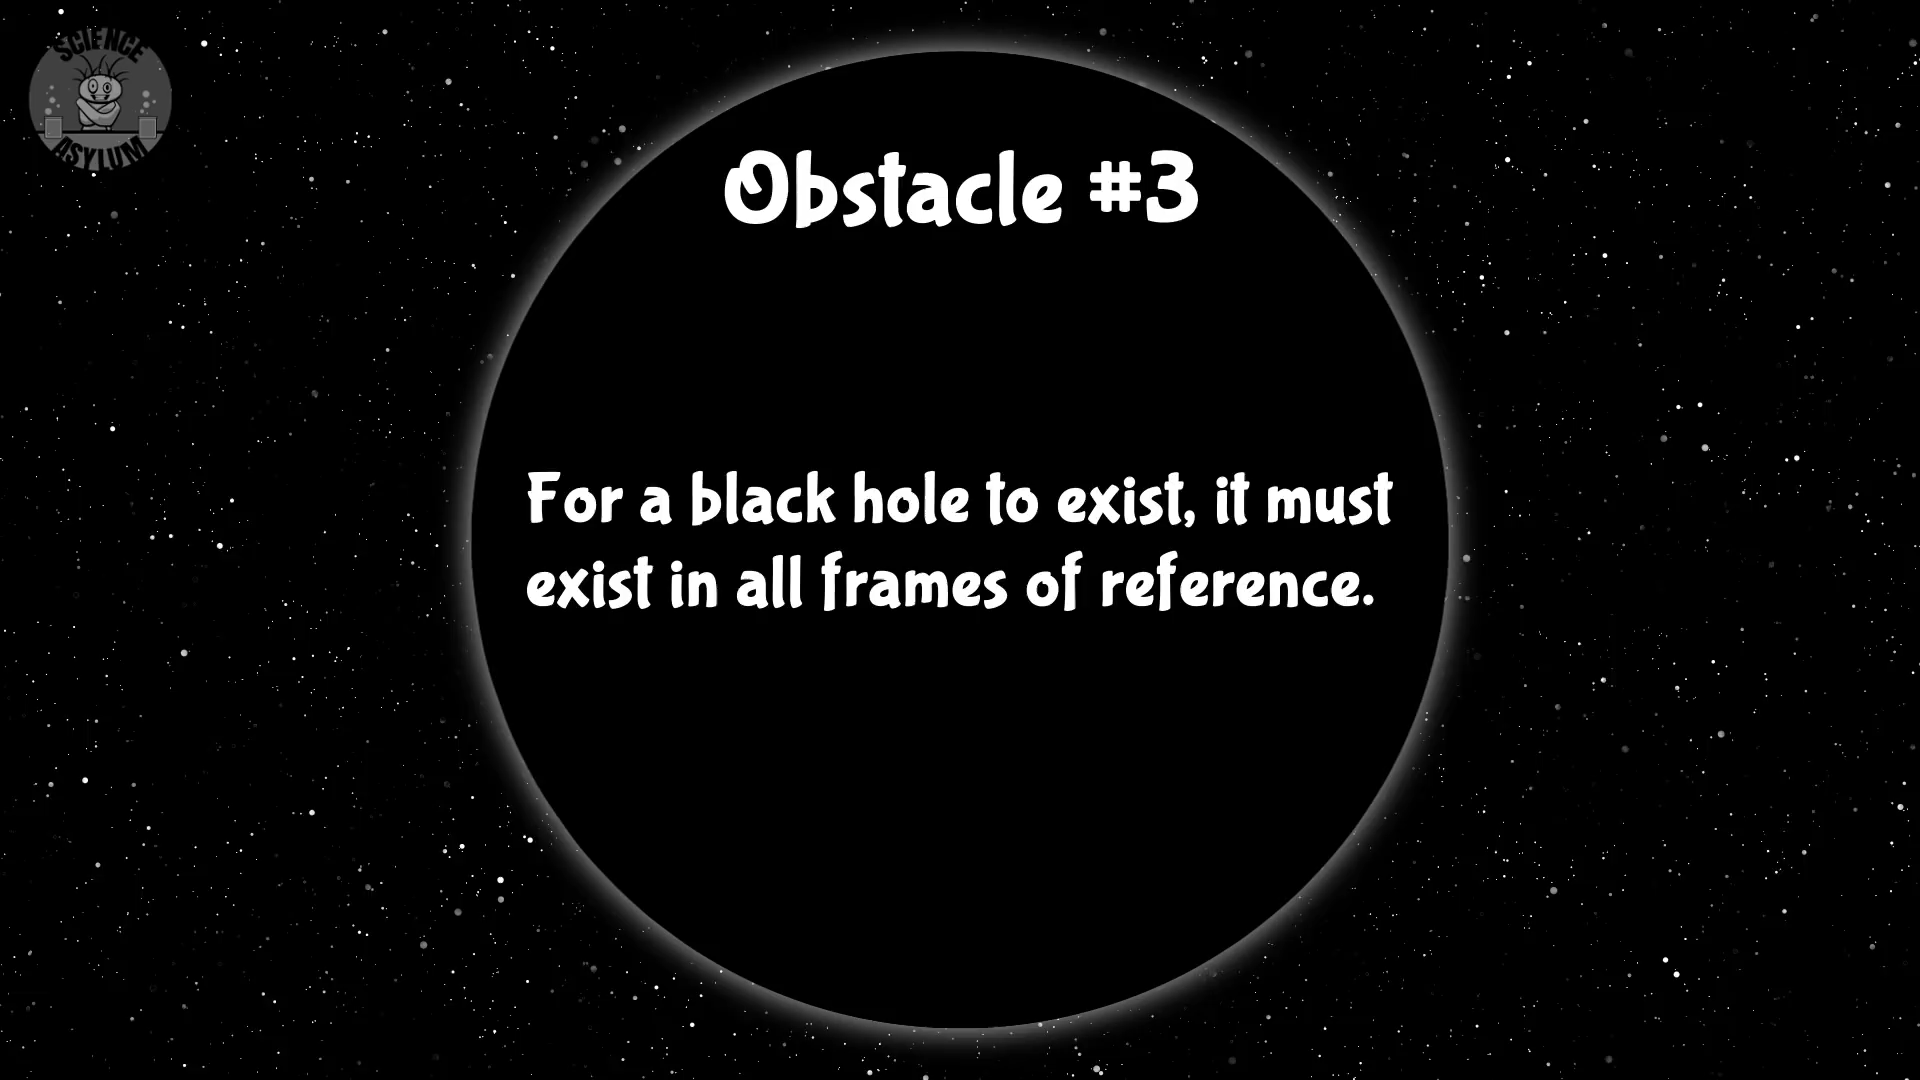 SCIENCE
ASYLUM
Obstacle #3
For a black hole to exist, it must
exist in all frames of reference.